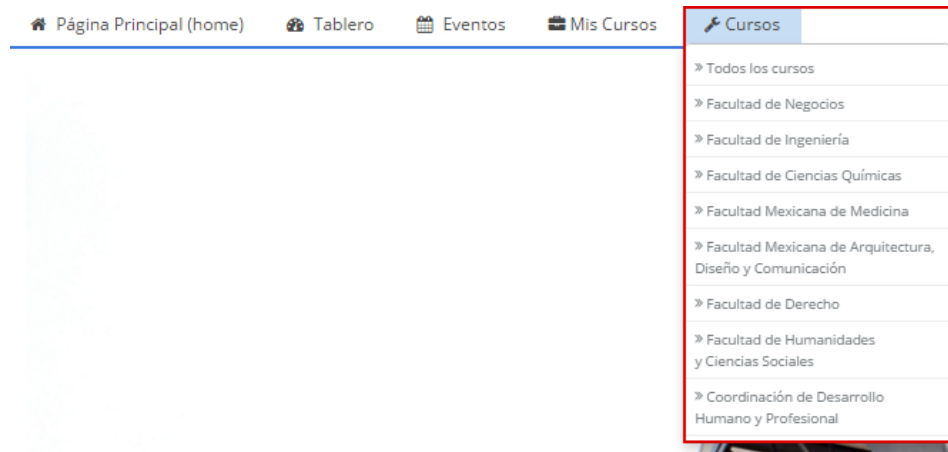 Página Principal (home) Tablero Eventos Mis Cursos Cursos
» Todos los cursos
» Facultad de Negocios
» Facultad de Ingeniería
» Facultad de Ciencias Químicas
» Facultad Mexicana de Medicina
» Facultad Mexicana de Arquitectura,
Diseño y Comunicación
» Facultad de Derecho
» Facultad de Humanidades
y Ciencias Sociales
» Coordinación de Desarrollo
Humano y Profesional